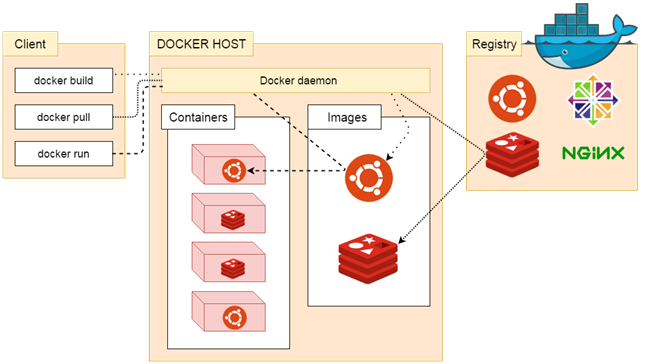 Client
docker build
docker pull
docker run
DOCKER HOST
Docker daemon
Containers
Images
Registry
NGiNX